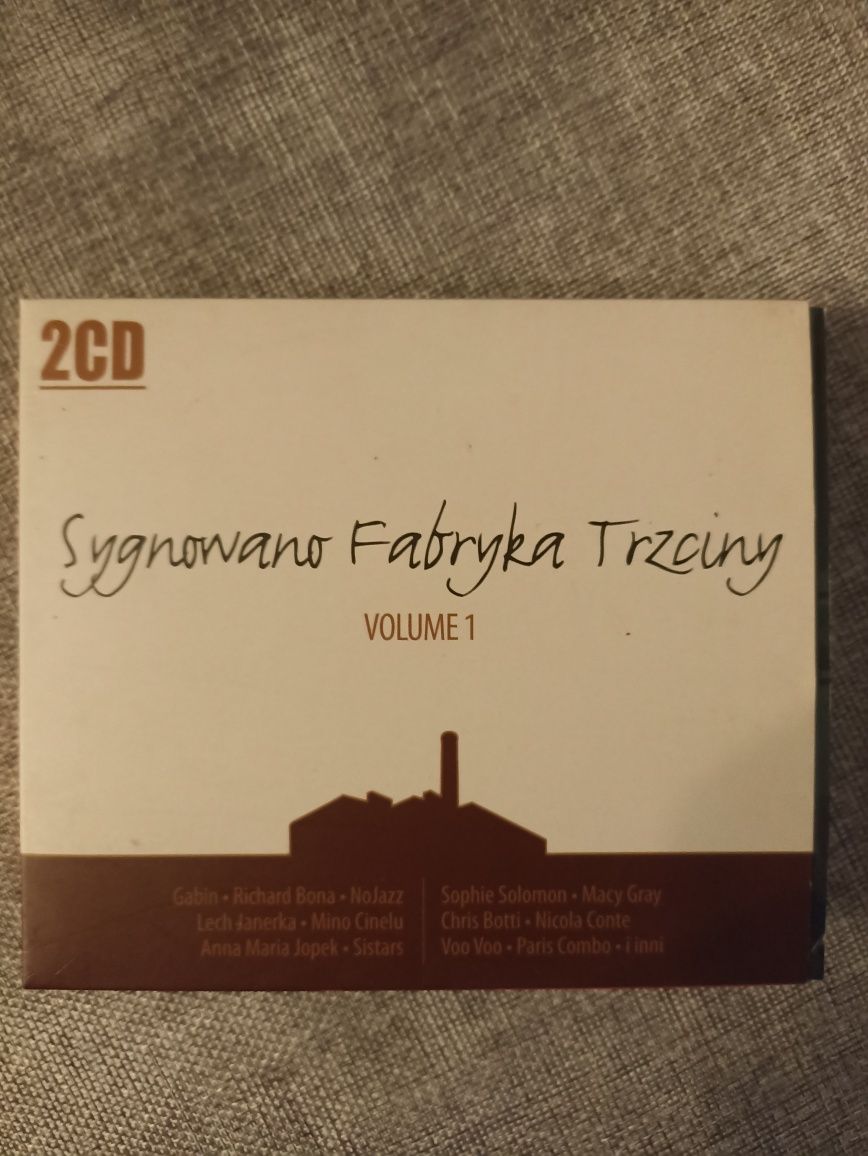 2CD
Sygnowano Fabryka Trzciny
VOLUME 1
Gabin • Richard Bona • NoJazz
Lech Janerka • Mino Cinelu
Anna Maria Jopek • Sistars
Sophie Solomon • Macy Gray
Chris Botti • Nicola Conte
Voo Voo • Paris Combo • i inni